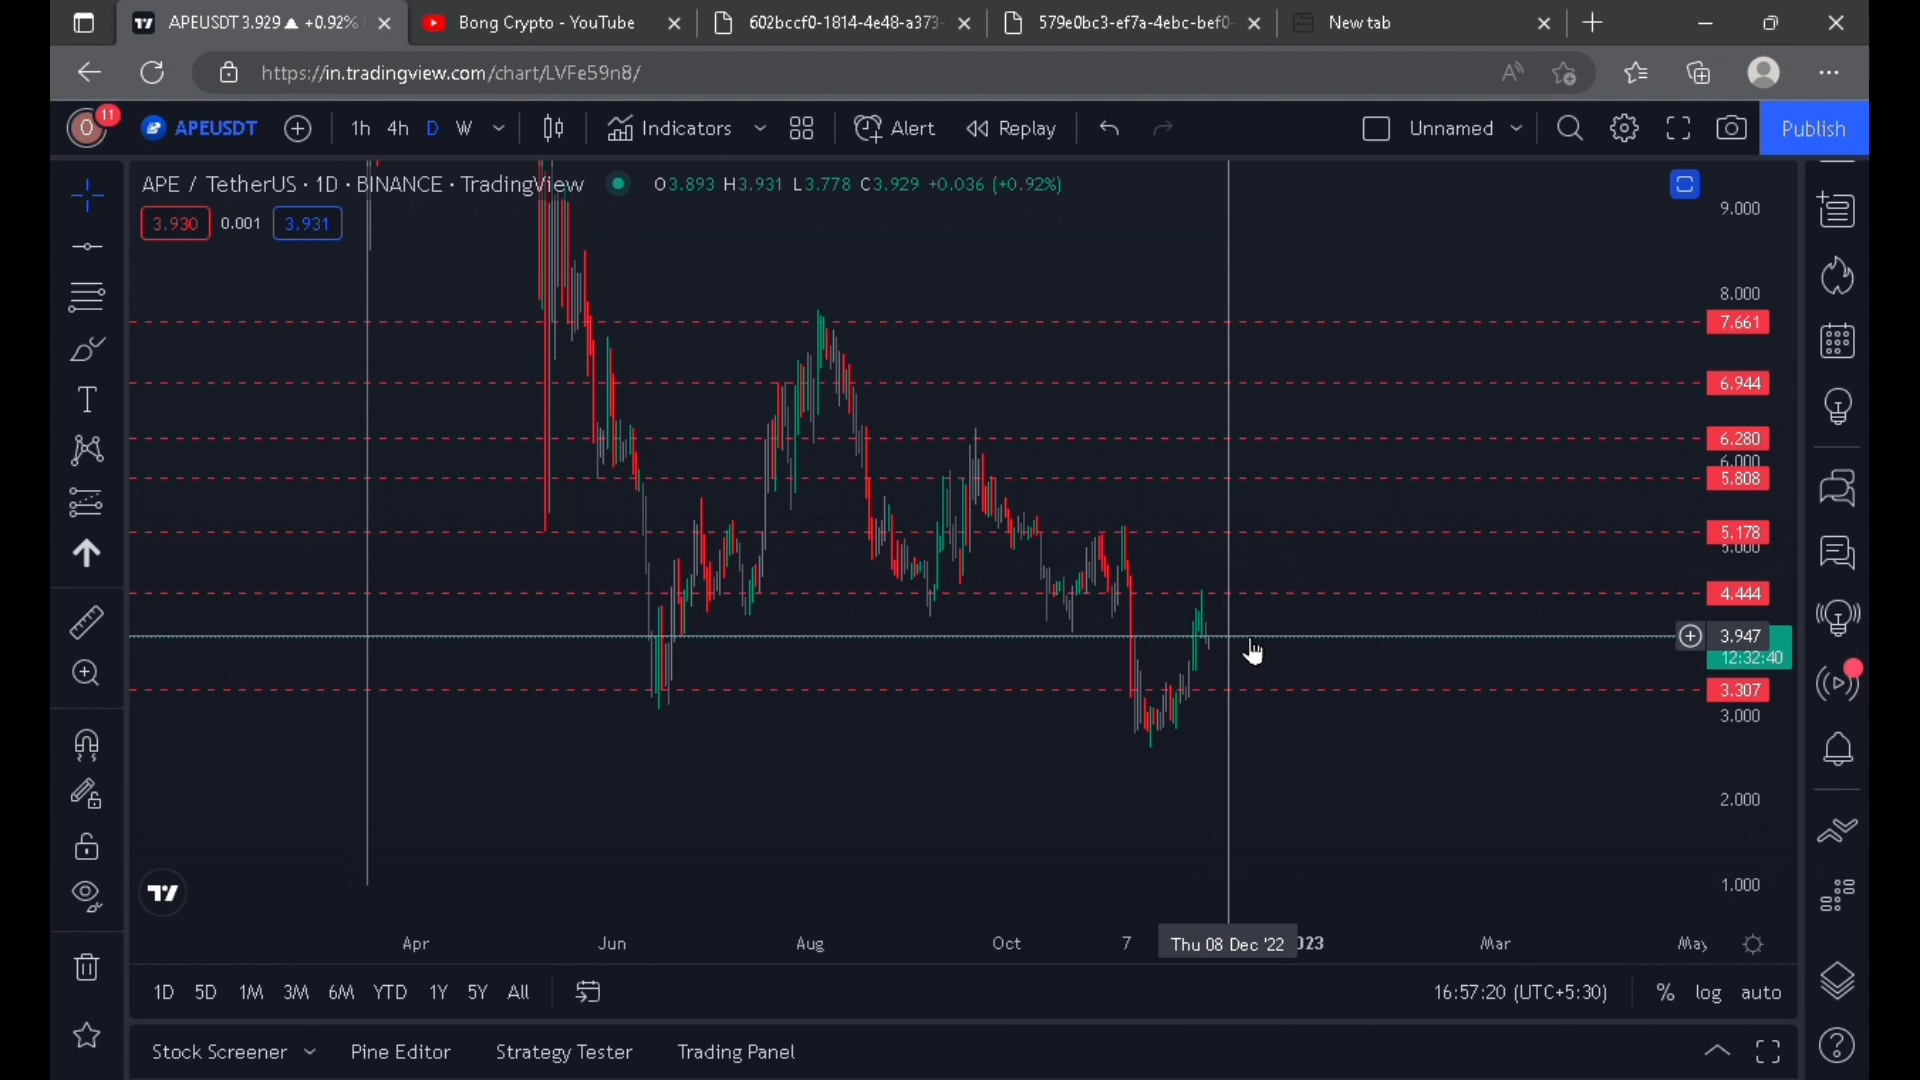 APEUSDT 3.929 ▲ +0.92%
Bong Crypto - YouTube
602bccf0-1814-4e48-a373-
579e0bc3-ef7a-4ebc-bef0-
New tab
https://in.tradingview.com/chart/LVFe59n8/
O
11
APEUSDT
1h 4h D W
Indicators
Alert
Replay
Unnamed
Publish
APE / TetherUS · 1D · BINANCE · TradingView
O3.893 H3.931 L3.778 C3.929 +0.036 (+0.92%)
3.930 0.001 3.931
9.000
8.000
7.661
6.944
6.280
6.000
5.808
5.178
5.000
4.444
3.947
12:32:40
3.307
3.000
2.000
1.000
Apr Jun Aug Oct 7 Thu 08 Dec '22 023 Mar May
1D 5D 1M 3M 6M YTD 1Y 5Y All
16:57:20 (UTC+5:30) % log auto
Stock Screener Pine Editor Strategy Tester Trading Panel